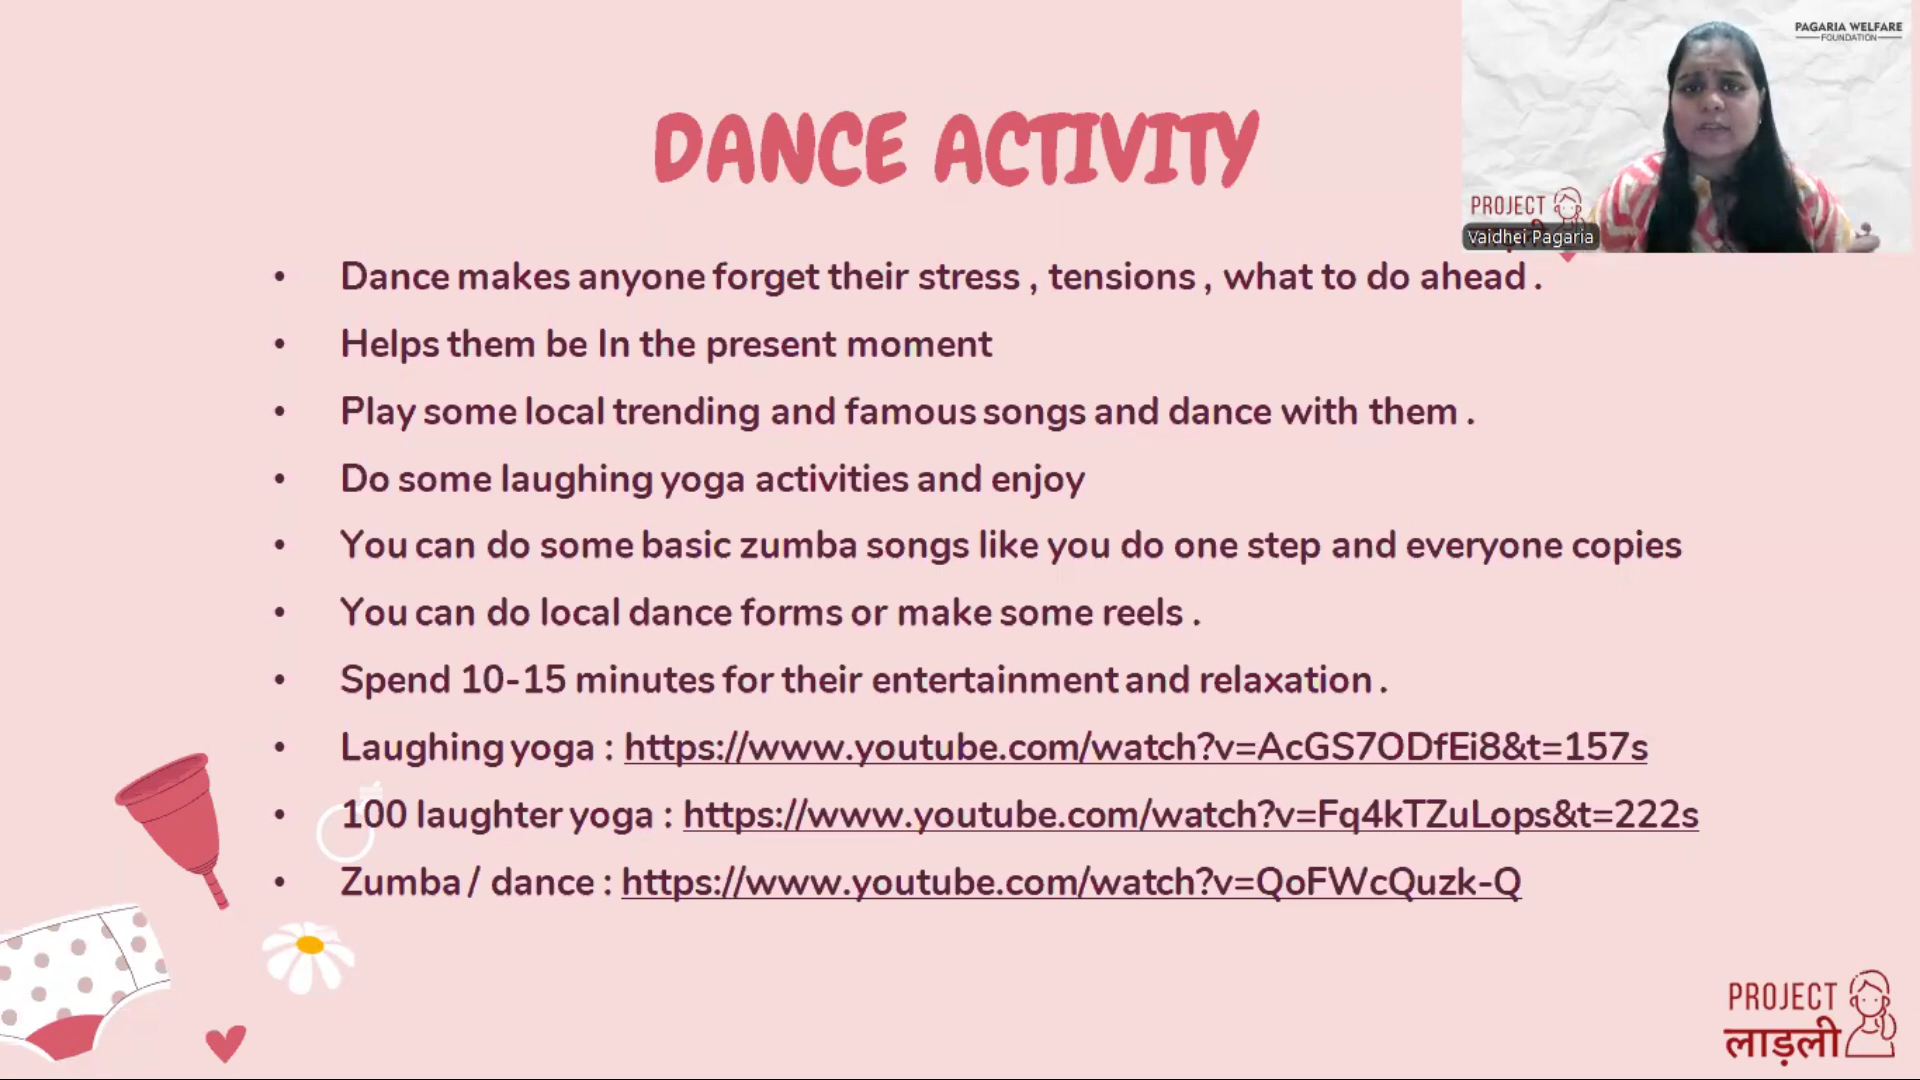 PAGARIA WELFARE
FOUNDATION
DANCE ACTIVITY
PROJECT
Vaidhei Pagaria
• Dance makes anyone forget their stress , tensions , what to do ahead .
• Helps them be In the present moment
• Play some local trending and famous songs and dance with them .
• Do some laughing yoga activities and enjoy
• You can do some basic zumba songs like you do one step and everyone copies
• You can do local dance forms or make some reels .
• Spend 10-15 minutes for their entertainment and relaxation .
• Laughing yoga : https://www.youtube.com/watch?v=AcGS7ODfEi8&t=157s
• 100 laughter yoga : https://www.youtube.com/watch?v=Fq4kTZuLops&t=222s
• Zumba / dance : https://www.youtube.com/watch?v=QoFWcQuzk-Q
PROJECT
लाड़ली